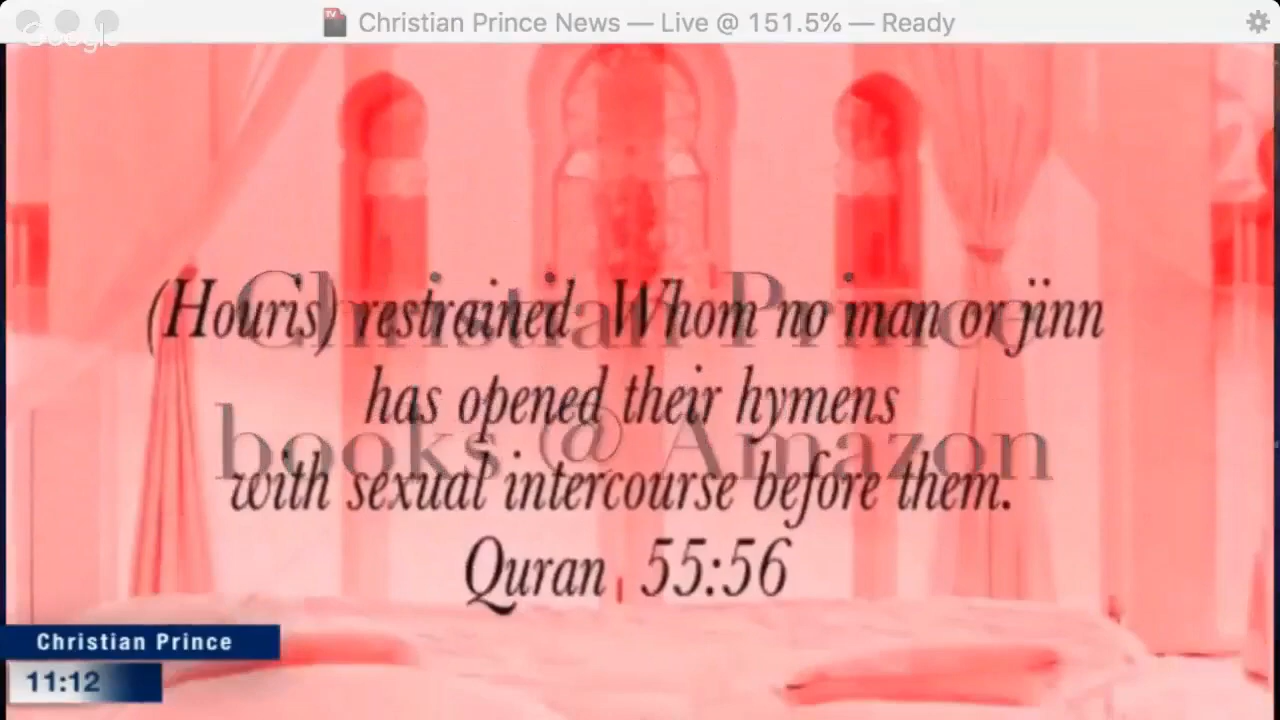 Christian Prince News — Live @ 151.5% — Ready
Google
(Houris) restrained Whom no man or jinn
has opened their hymens
with sexual intercourse before them.
Quran 55:56
Christian Prince
books @ Amazon
Christian Prince
11:12